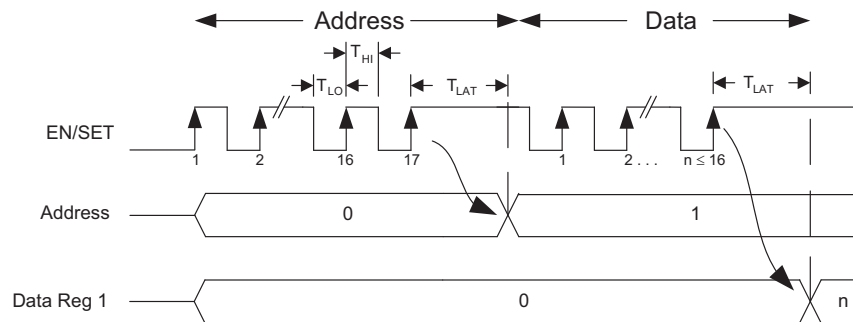 Address Data
T_HI
T_LO T_LAT T_LAT
EN/SET
1 2 16 17 1 2 . . . n ≤ 16
Address 0 1
Data Reg 1 0 n